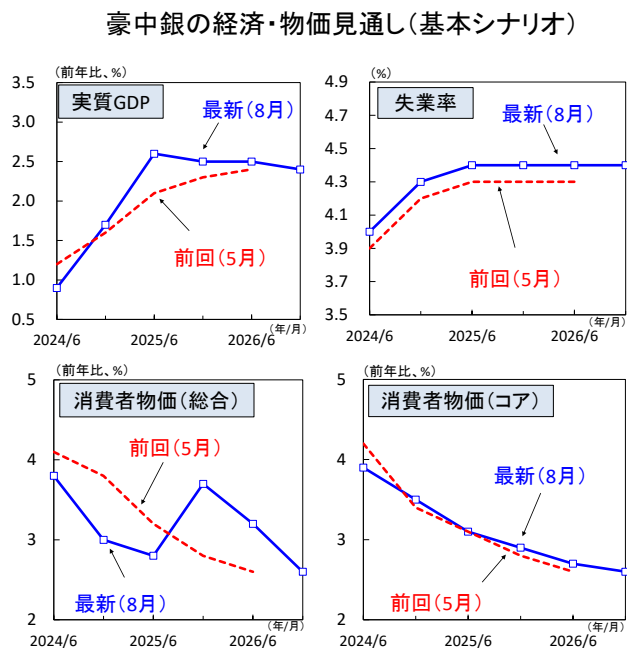 豪中銀の経済・物価見通し(基本シナリオ)
(前年比、%)
実質GDP
最新(8月)
前回(5月)
3.5
3.0
2.5
2.0
1.5
1.0
0.5
2024/6
2025/6
2026/6
(年/月)
(%)
失業率
最新(8月)
前回(5月)
4.9
4.7
4.5
4.3
4.1
3.9
3.7
3.5
2024/6
2025/6
2026/6
(年/月)
(前年比、%)
消費者物価(総合)
前回(5月)
最新(8月)
5
4
3
2
2024/6
2025/6
2026/6
(年/月)
(前年比、%)
消費者物価(コア)
最新(8月)
前回(5月)
5
4
3
2
2024/6
2025/6
2026/6
(年/月)